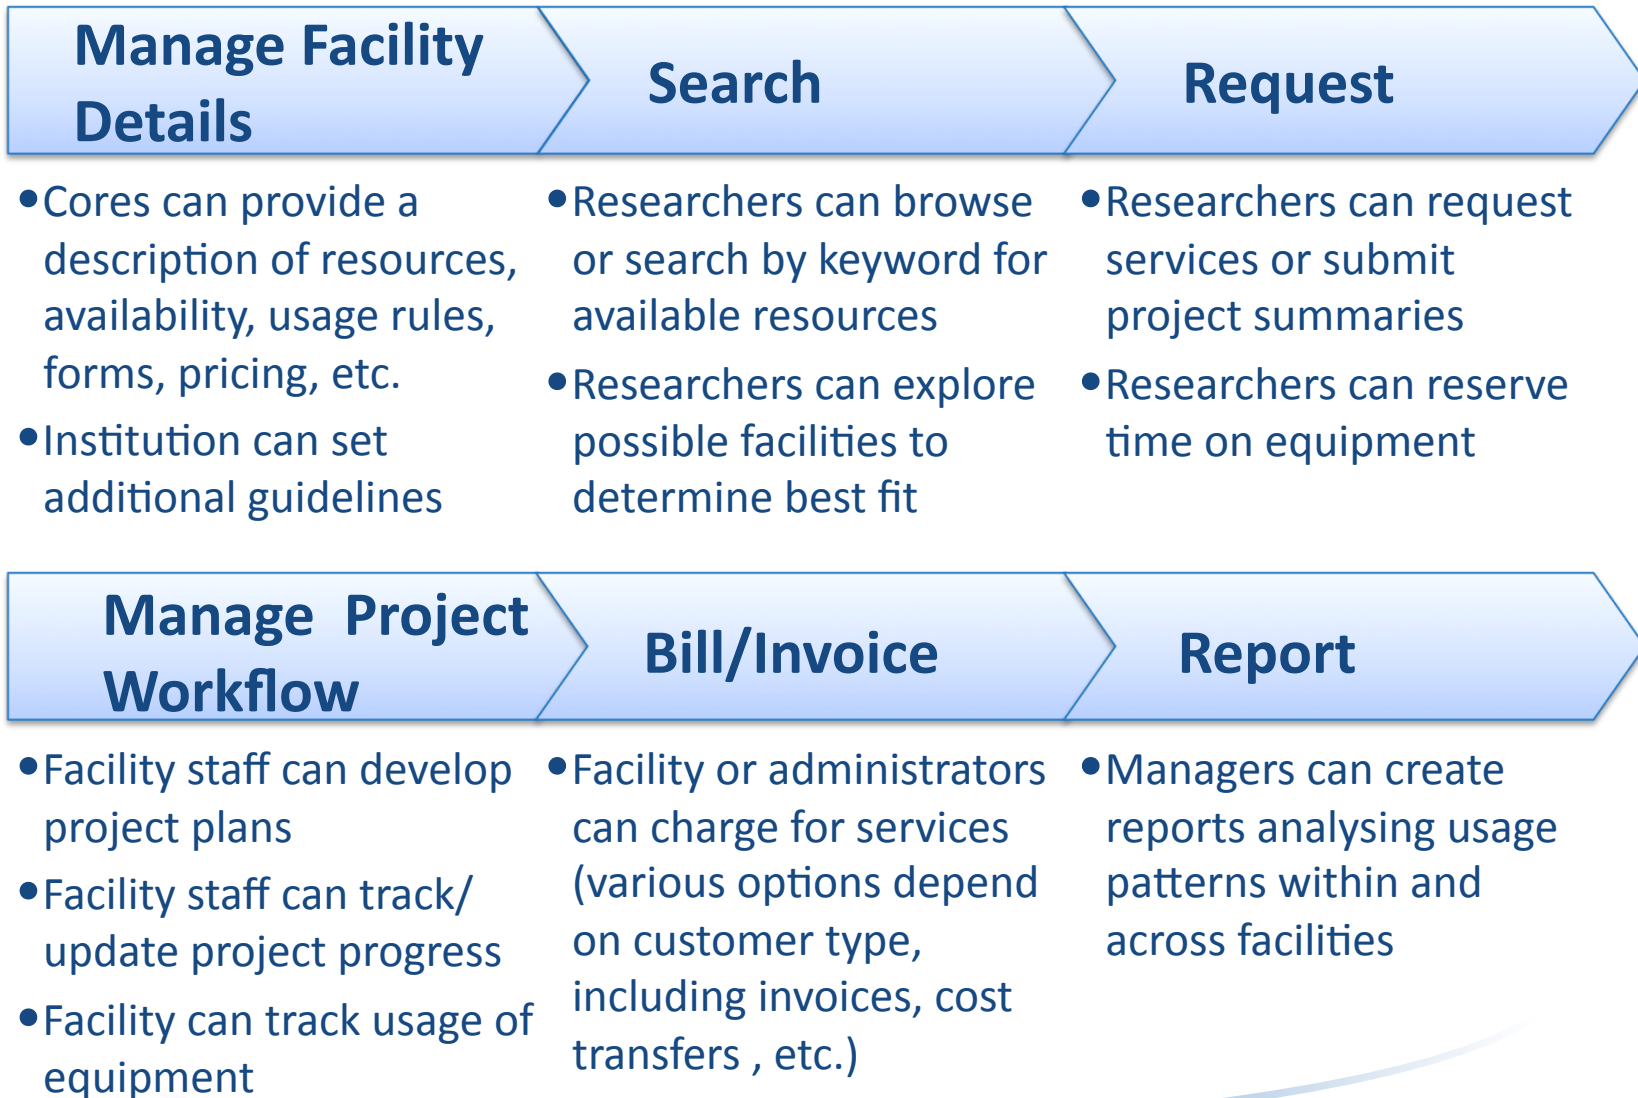 Manage Facility
Details
Search
Request
•Cores can provide a
description of resources,
availability, usage rules,
forms, pricing, etc.
•Institution can set
additional guidelines
•Researchers can browse
or search by keyword for
available resources
•Researchers can explore
possible facilities to
determine best fit
•Researchers can request
services or submit
project summaries
•Researchers can reserve
time on equipment
Manage  Project
Workflow
Bill/Invoice
Report
•Facility staff can develop
project plans
•Facility staff can track/
update project progress
•Facility can track usage of
equipment
•Facility or administrators
can charge for services
(various options depend
on customer type,
including invoices, cost
transfers , etc.)
•Managers can create
reports analysing usage
patterns within and
across facilities